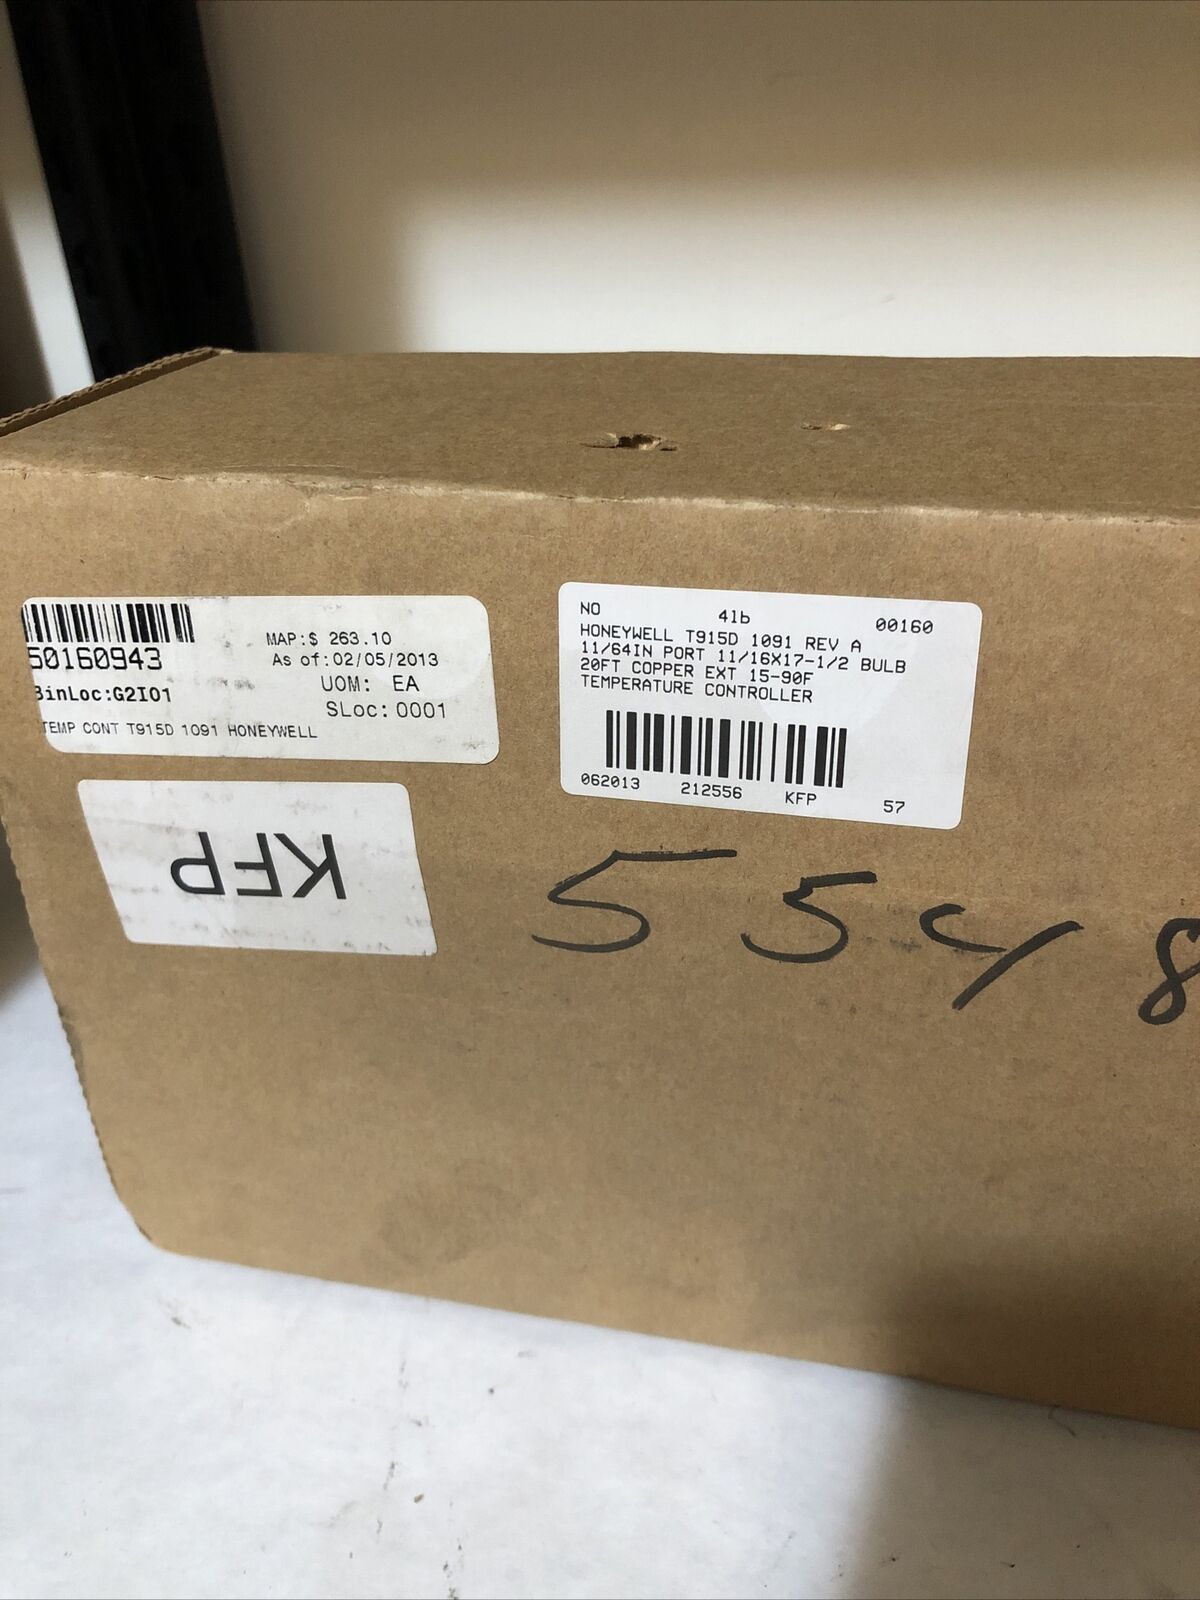 50160943
MAP:$ 263.10
As of:02/05/2013
BinLoc:G2I01
UOM: EA
SLoc:0001
TEMP CONT T915D 1091 HONEYWELL
NO 41b 00160
HONEYWELL T915D 1091 REV A
11/64IN PORT 11/16X17-1/2 BULB
20FT COPPER EXT 15-90F
TEMPERATURE CONTROLLER
062013 212556 KFP 57
KFP
5548